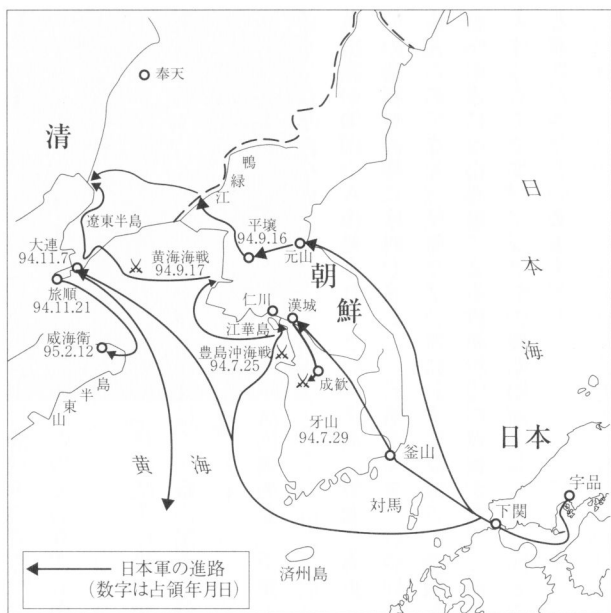 奉天
清
鴨緑江
日本海
遼東半島
平壌
94.9.16
元山
大連
94.11.7
黄海海戦
94.9.17
朝鮮
旅順
94.11.21
仁川
漢城
江華島
威海衛
95.2.12
豊島沖海戦
94.7.25
成歓
山東半島
牙山
94.7.29
日本
黄海
釜山
宇品
対馬
下関
済州島
日本軍の進路
(数字は占領年月日)